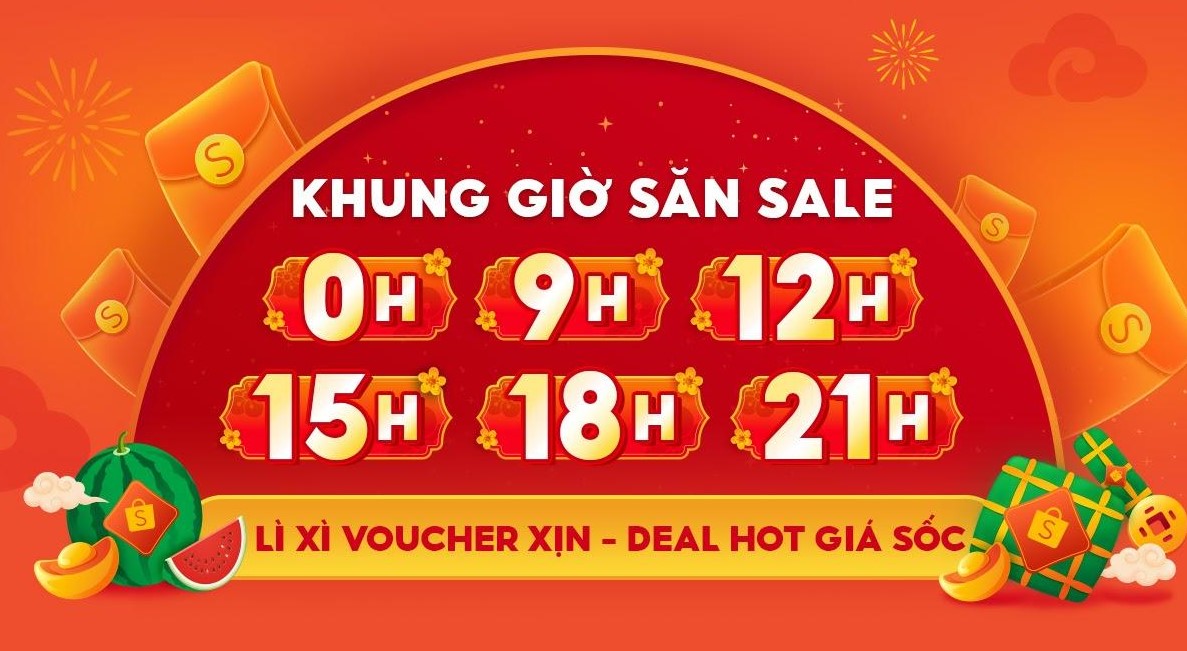 KHUNG GIỜ SĂN SALE
0H 9H 12H
15H 18H 21H
LÌ XÌ VOUCHER XỊN - DEAL HOT GIÁ SỐC